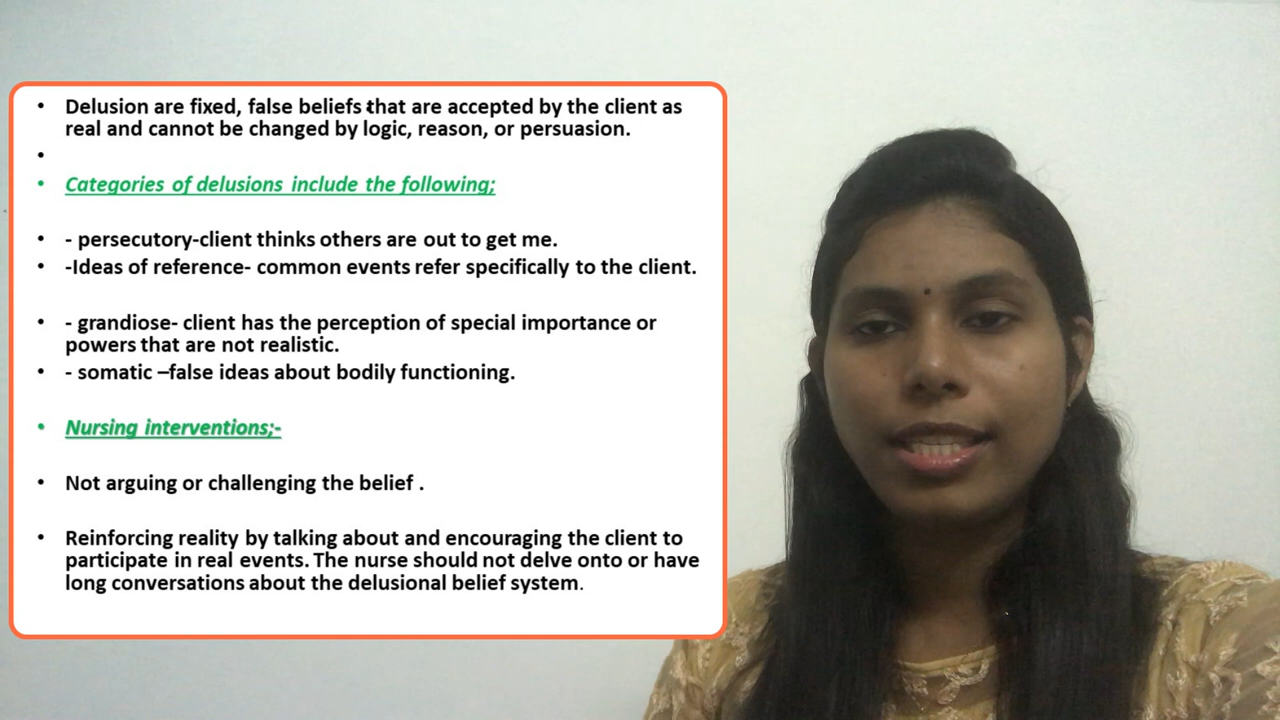 • Delusion are fixed, false beliefs that are accepted by the client as
real and cannot be changed by logic, reason, or persuasion.
•
• Categories of delusions include the following;
• - persecutory-client thinks others are out to get me.
• -Ideas of reference- common events refer specifically to the client.
• - grandiose- client has the perception of special importance or
powers that are not realistic.
• - somatic –false ideas about bodily functioning.
• Nursing interventions;-
• Not arguing or challenging the belief .
• Reinforcing reality by talking about and encouraging the client to
participate in real events. The nurse should not delve onto or have
long conversations about the delusional belief system.